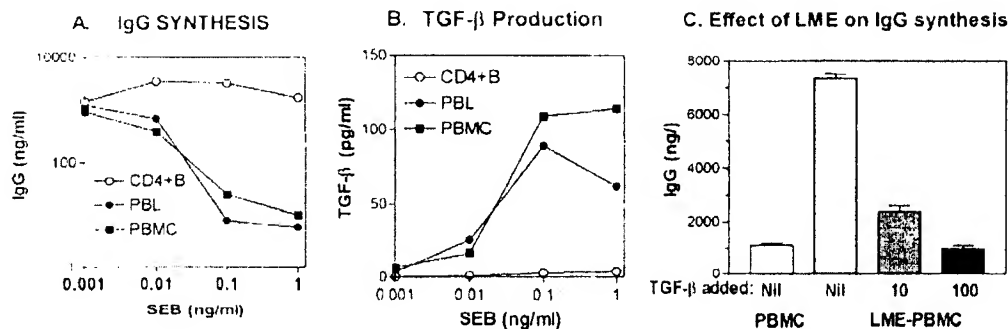 A. IgG SYNTHESIS
10000
100
1
IgG (ng/ml)
CD4+B
PBL
PBMC
0.001 0.01 0.1 1
SEB (ng/ml)
B. TGF-β Production
150
100
50
0
TGF-β (pg/ml)
CD4+B
PBL
PBMC
0.001 0.01 0.1 1
SEB (ng/ml)
C. Effect of LME on IgG synthesis
8000
6000
4000
2000
0
IgG (ng/)
TGF-β added: Nil Nil 10 100
PBMC LME-PBMC